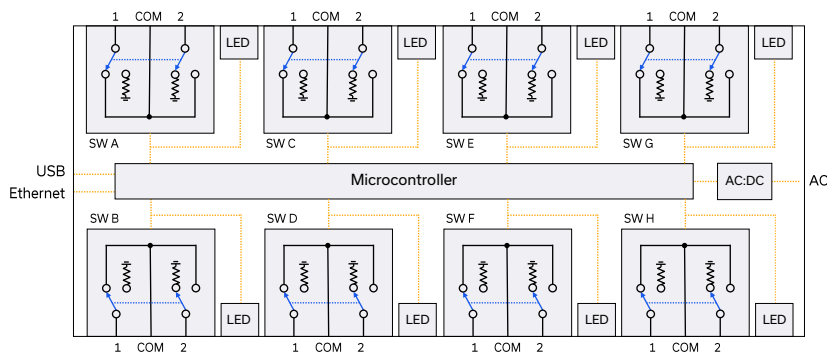 1 COM 2 1 COM 2 1 COM 2 1 COM 2
LED LED LED LED
SW A SW C SW E SW G
USB
Microcontroller AC:DC AC
Ethernet
SW B SW D SW F SW H
LED LED LED LED
1 COM 2 1 COM 2 1 COM 2 1 COM 2